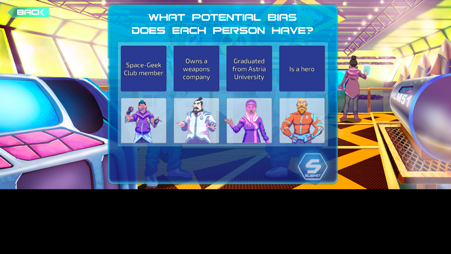 BACK
WHAT POTENTIAL BIAS
DOES EACH PERSON HAVE?
Space-Geek
Club member
Owns a
weapons
company
Graduated
from Astria
University
Is a hero
S
SUBMIT